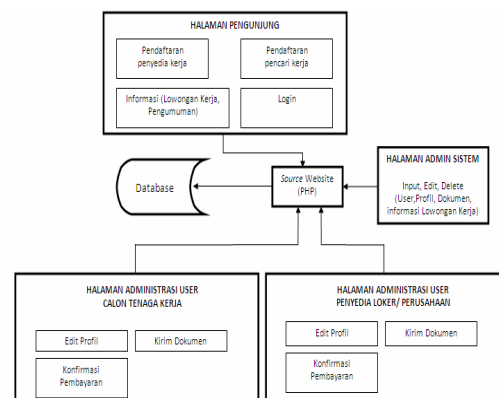 HALAMAN PENGUNJUNG
Pendaftaran
penyedia kerja
Pendaftaran
pencari kerja
Informasi (Lowongan Kerja,
Pengumuman)
Login
Database
Source Website
(PHP)
HALAMAN ADMIN SISTEM
Input, Edit, Delete
(User,Profil, Dokumen,
informasi Lowongan Kerja)
HALAMAN ADMINISTRASI USER
CALON TENAGA KERJA
Edit Profil
Kirim Dokumen
Konfirmasi
Pembayaran
HALAMAN ADMINISTRASI USER
PENYEDIA LOKER/ PERUSAHAAN
Edit Profil
Kirim Dokumen
Konfirmasi
Pembayaran